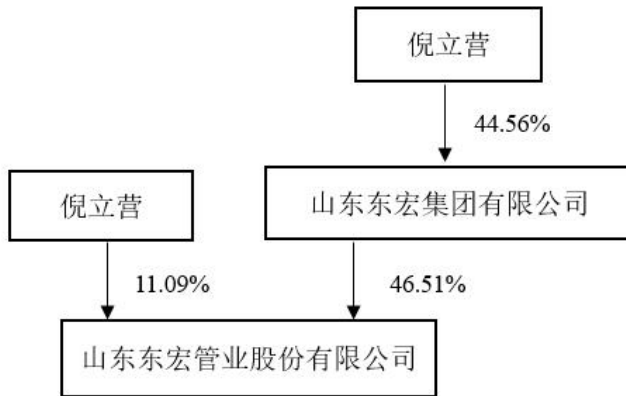 倪立营
44.56%
倪立营
山东东宏集团有限公司
11.09%
46.51%
山东东宏管业股份有限公司